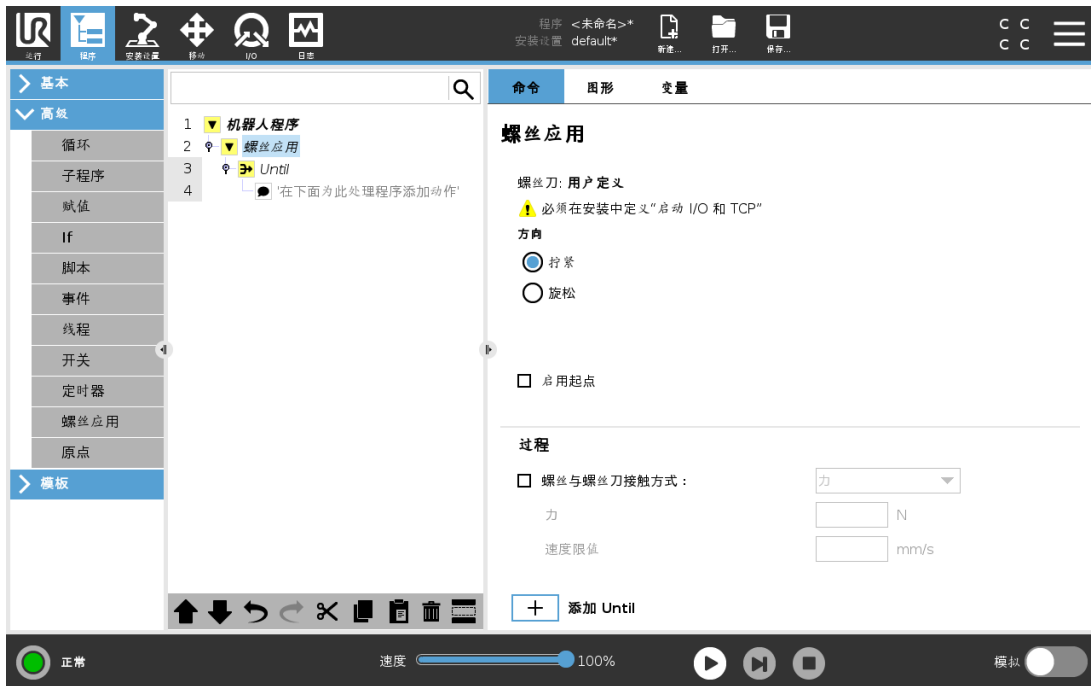 UR
程序 <未命名>*
安装设置 default*
C C
C C
运行 程序 安装设置 移动 I/O 日志 新建... 打开... 保存...
基本
高级
循环
子程序
赋值
If
脚本
事件
线程
开关
定时器
螺丝应用
原点
模板
1 机器人程序
2 螺丝应用
3 Until
4 '在下面为此处理程序添加动作'
命令 图形 变量
螺丝应用
螺丝刀: 用户定义
必须在安装中定义“启动 I/O 和 TCP”
方向
拧紧
旋松
启用起点
过程
螺丝与螺丝刀接触方式： 力
力 N
速度限值 mm/s
添加 Until
正常 速度 100% 模拟